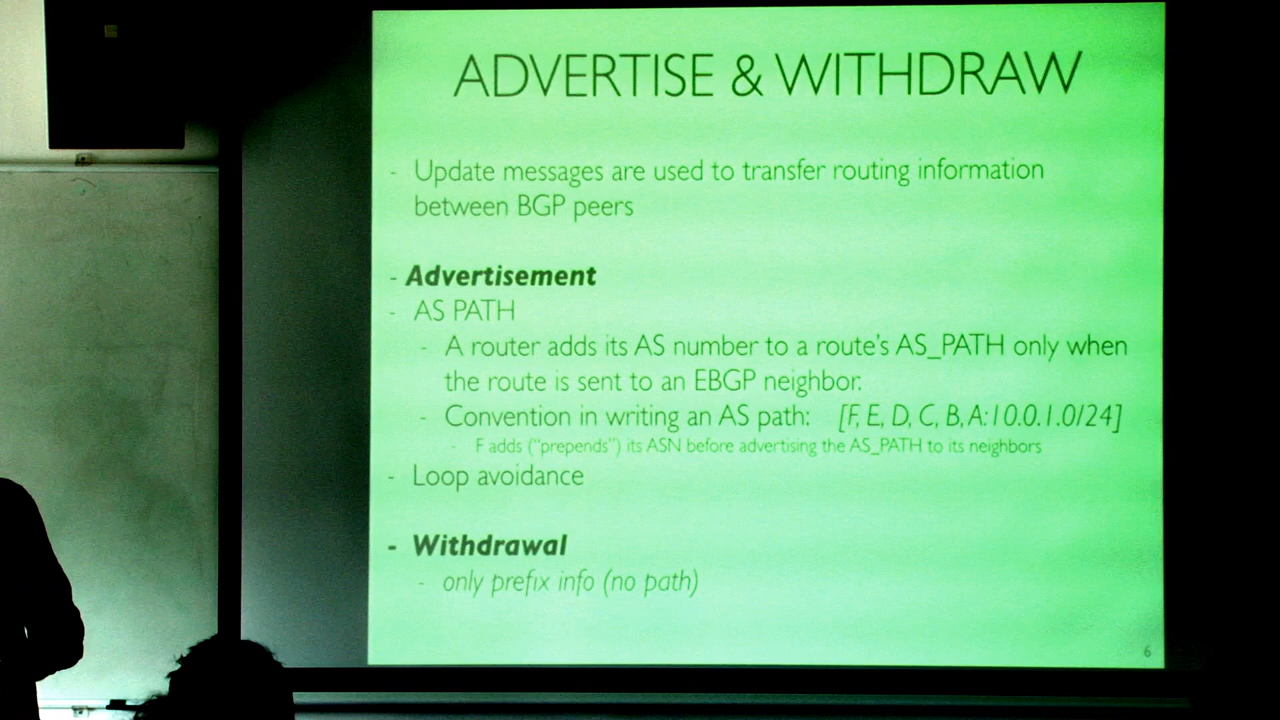 ADVERTISE & WITHDRAW
- Update messages are used to transfer routing information
between BGP peers
- Advertisement
- AS PATH
- A router adds its AS number to a route's AS_PATH only when
the route is sent to an EBGP neighbor.
- Convention in writing an AS path: [F, E, D, C, B, A:10.0.1.0/24]
- F adds ("prepends") its ASN before advertising the AS_PATH to its neighbors
- Loop avoidance
- Withdrawal
- only prefix info (no path)
6